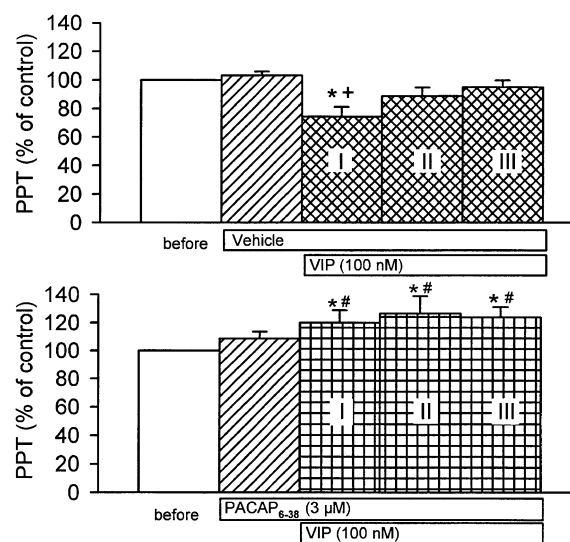 PPT (% of control)
140
120
100
80
60
40
20
0
*+
I
II
III
before
Vehicle
VIP (100 nM)
PPT (% of control)
140
120
100
80
60
40
20
0
*#
*#
*#
I
II
III
before
PACAP6-38 (3 µM)
VIP (100 nM)